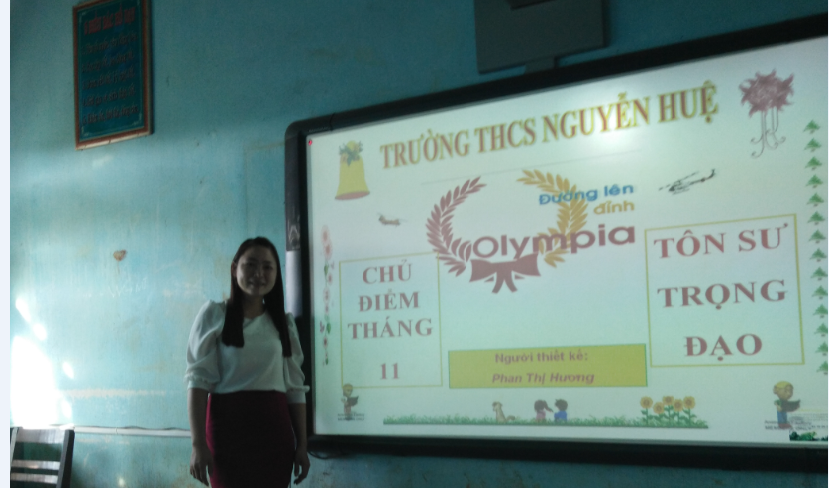 TRƯỜNG THCS NGUYỄN HUỆ
Đường lên
đỉnh
Olympia
CHỦ
ĐIỂM
THÁNG
11
TÔN SƯ
TRỌNG
ĐẠO
Người thiết kế:
Phan Thị Hương